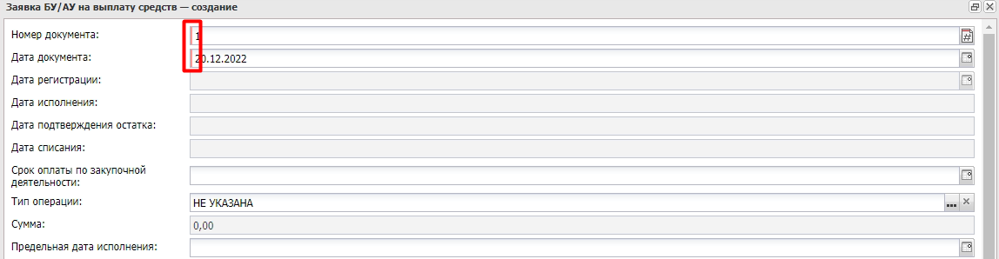 Заявка БУ/АУ на выплату средств — создание
Номер документа: 1
Дата документа: 20.12.2022
Дата регистрации:
Дата исполнения:
Дата подтверждения остатка:
Дата списания:
Срок оплаты по закупочной
деятельности:
Тип операции: НЕ УКАЗАНА
Сумма: 0,00
Предельная дата исполнения: